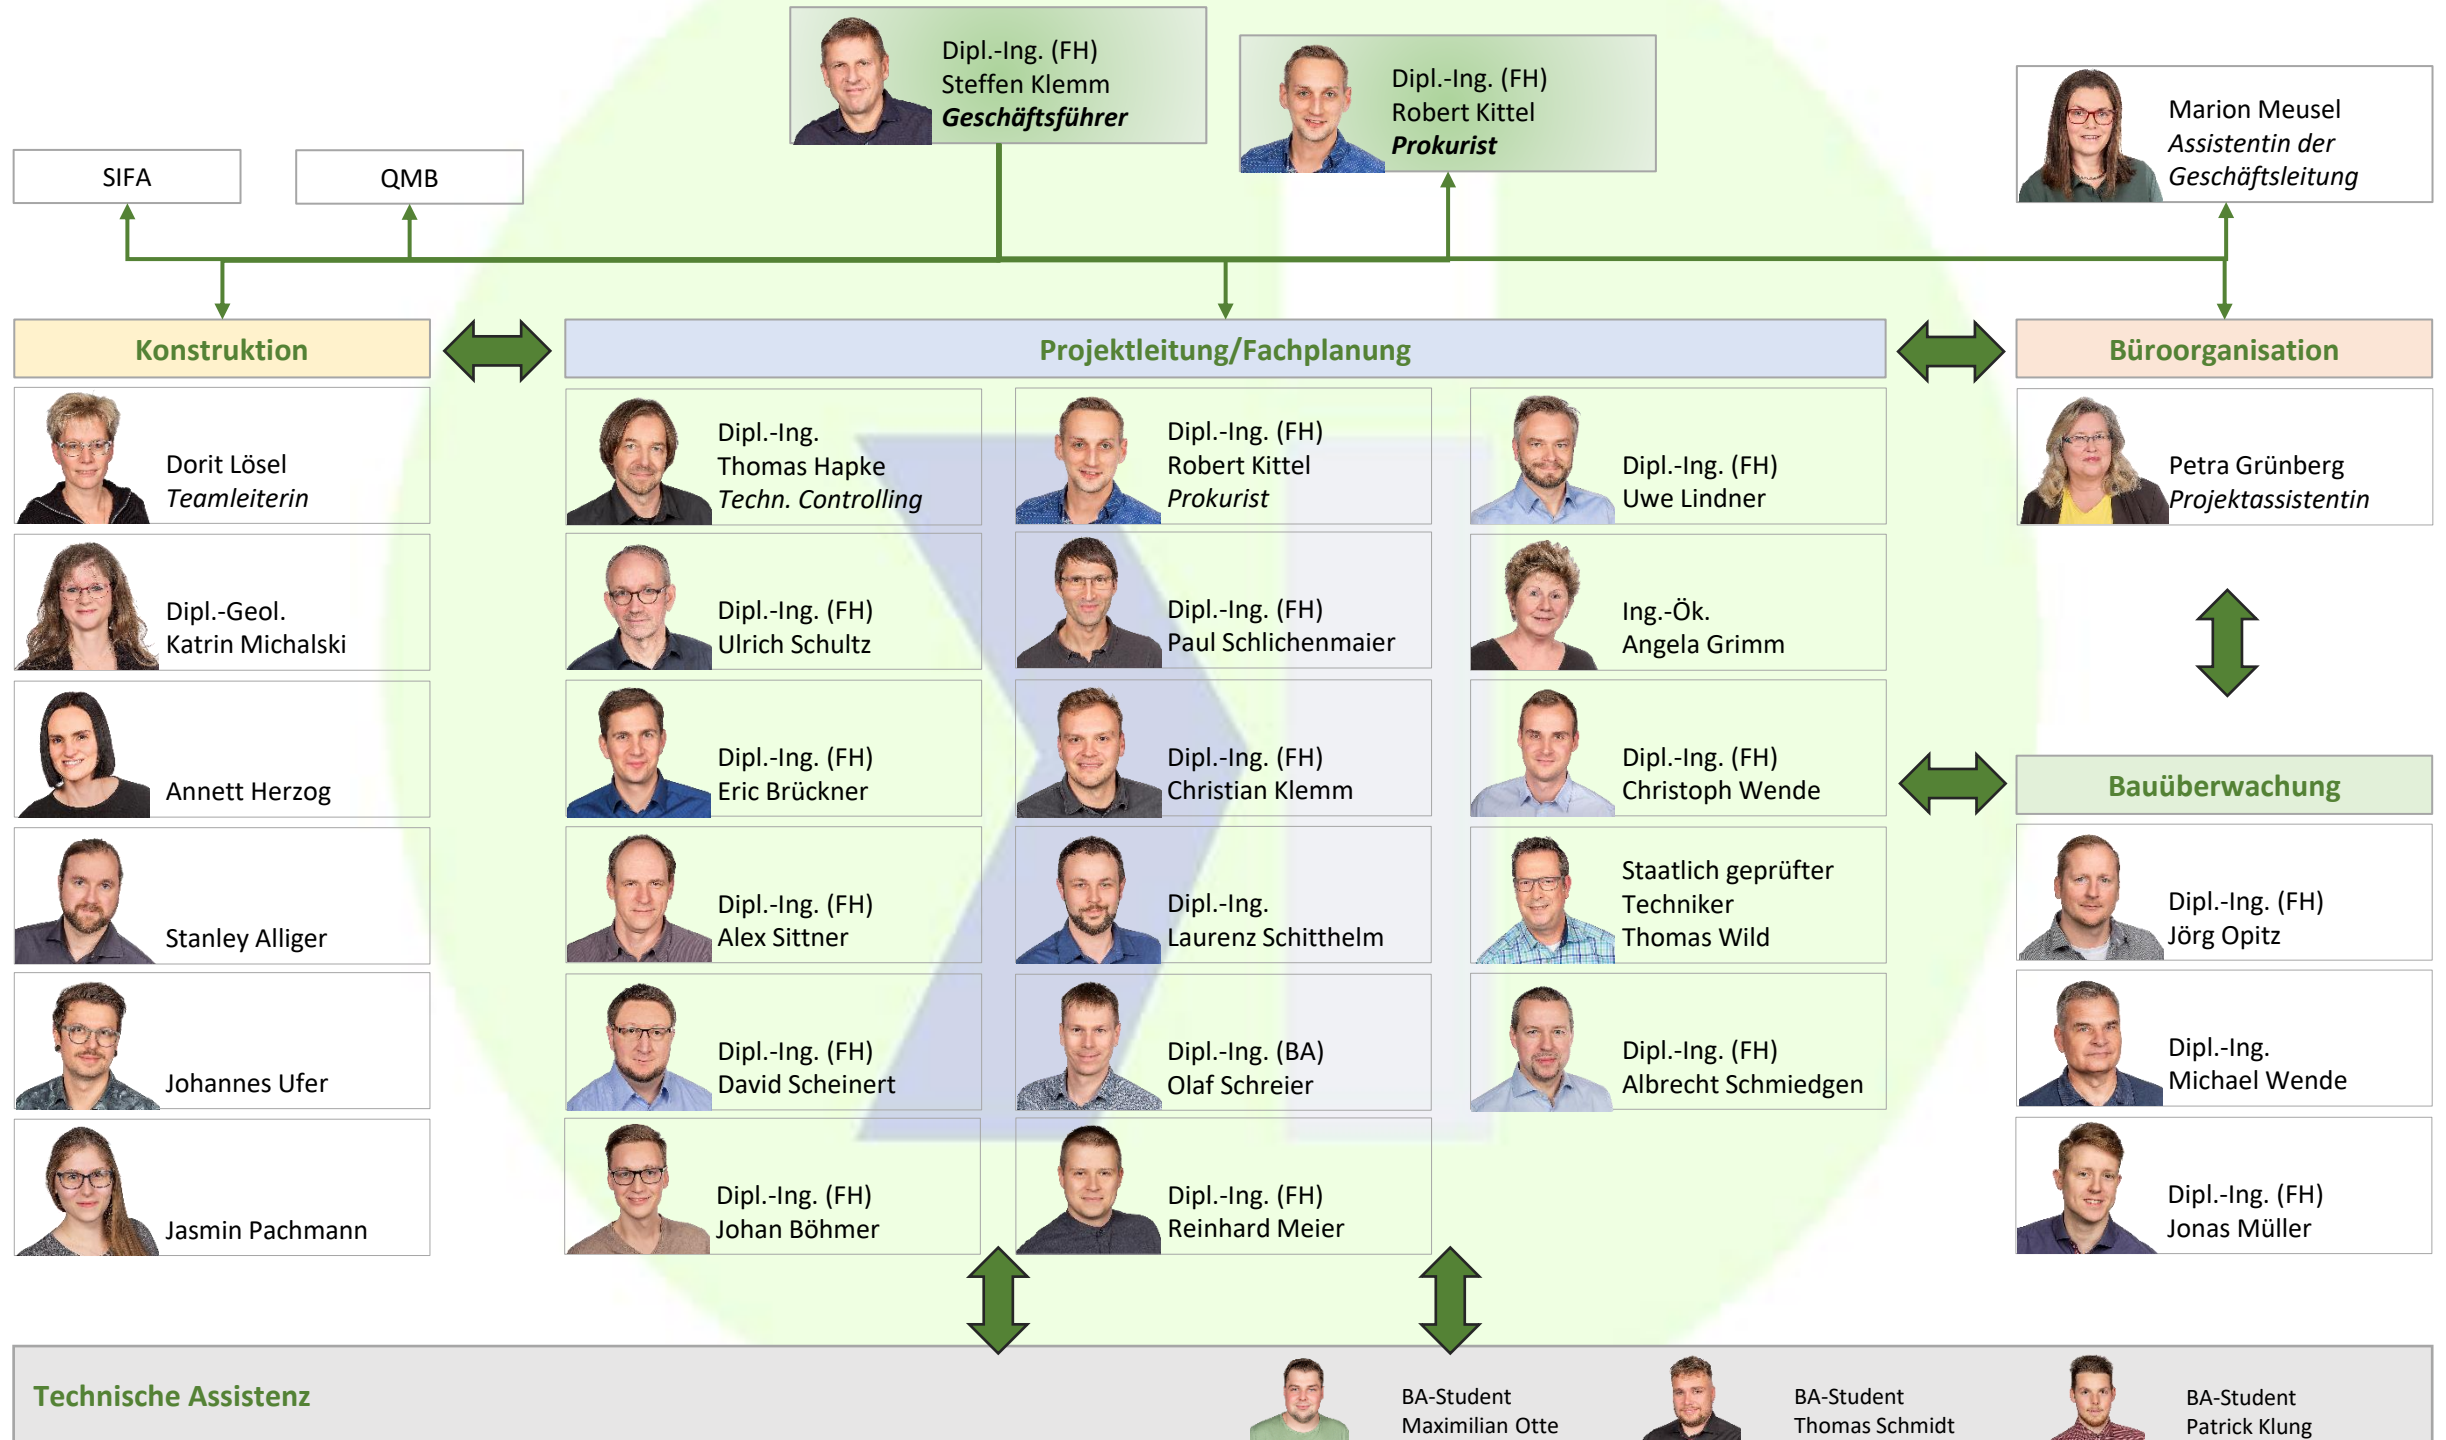 Dipl.-Ing. (FH)
Steffen Klemm
Geschäftsführer
Dipl.-Ing. (FH)
Robert Kittel
Prokurist
Marion Meusel
Assistentin der
Geschäftsleitung
SIFA
QMB
Konstruktion
Projektleitung/Fachplanung
Büroorganisation
Dorit Lösel
Teamleiterin
Dipl.-Geol.
Katrin Michalski
Annett Herzog
Stanley Alliger
Johannes Ufer
Jasmin Pachmann
Dipl.-Ing.
Thomas Hapke
Techn. Controlling
Dipl.-Ing. (FH)
Ulrich Schultz
Dipl.-Ing. (FH)
Eric Brückner
Dipl.-Ing. (FH)
Alex Sittner
Dipl.-Ing. (FH)
David Scheinert
Dipl.-Ing. (FH)
Johan Böhmer
Dipl.-Ing. (FH)
Robert Kittel
Prokurist
Dipl.-Ing. (FH)
Paul Schlichenmaier
Dipl.-Ing. (FH)
Christian Klemm
Dipl.-Ing.
Laurenz Schitthelm
Dipl.-Ing. (BA)
Olaf Schreier
Dipl.-Ing. (FH)
Reinhard Meier
Dipl.-Ing. (FH)
Uwe Lindner
Ing.-Ök.
Angela Grimm
Dipl.-Ing. (FH)
Christoph Wende
Staatlich geprüfter
Techniker
Thomas Wild
Dipl.-Ing. (FH)
Albrecht Schmiedgen
Petra Grünberg
Projektassistentin
Bauüberwachung
Dipl.-Ing. (FH)
Jörg Opitz
Dipl.-Ing.
Michael Wende
Dipl.-Ing. (FH)
Jonas Müller
Technische Assistenz
BA-Student
Maximilian Otte
BA-Student
Thomas Schmidt
BA-Student
Patrick Klung